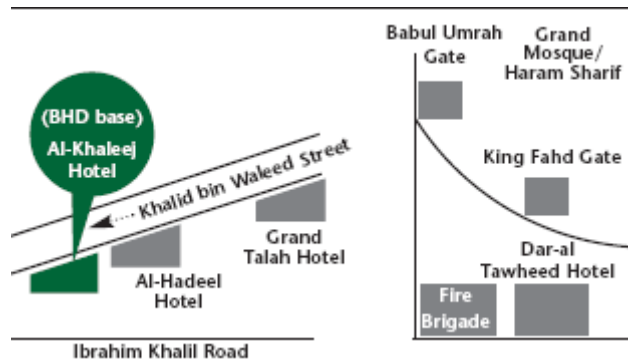 Babul Umrah
Gate
Grand
Mosque/
Haram Sharif
(BHD base)
Al-Khaleej
Hotel
Khalid bin Waleed Street
King Fahd Gate
Grand
Talah Hotel
Dar-al
Tawheed Hotel
Al-Hadeel
Hotel
Fire
Brigade
Ibrahim Khalil Road